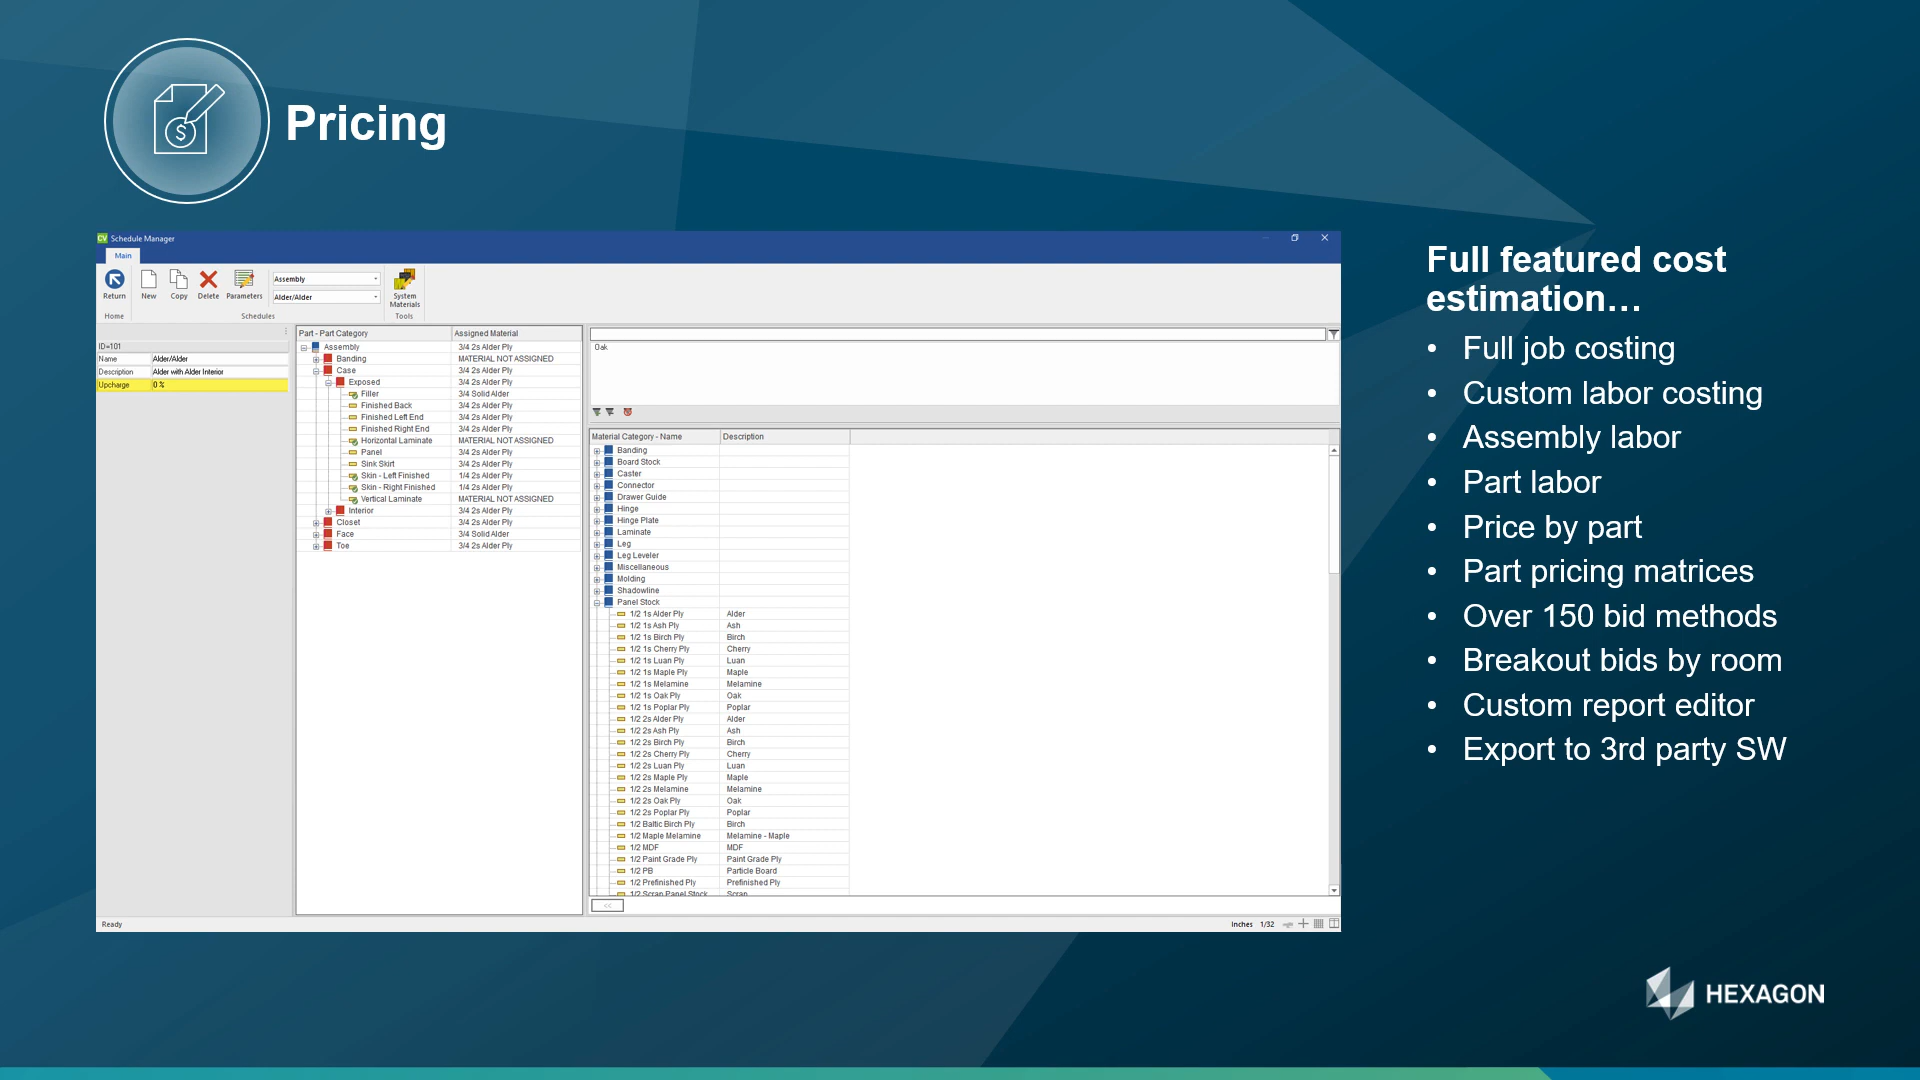 $
Pricing
CV Schedule Manager
Main
Return
New
Copy
Delete
Parameters
Assembly
Alder/Alder
System
Materials
Home
Schedules
Tools
ID=101
Name Alder/Alder
Description Alder with Alder Interior
Upcharge 0 %
Part - Part Category Assigned Material
Assembly 3/4 2s Alder Ply
Banding MATERIAL NOT ASSIGNED
Case 3/4 2s Alder Ply
Exposed 3/4 2s Alder Ply
Filler 3/4 Solid Alder
Finished Back 3/4 2s Alder Ply
Finished Left End 3/4 2s Alder Ply
Finished Right End 3/4 2s Alder Ply
Horizontal Laminate MATERIAL NOT ASSIGNED
Panel 3/4 2s Alder Ply
Sink Skirt 3/4 2s Alder Ply
Skin - Left Finished 1/4 2s Alder Ply
Skin - Right Finished 1/4 2s Alder Ply
Vertical Laminate MATERIAL NOT ASSIGNED
Interior 3/4 2s Alder Ply
Closet 3/4 2s Alder Ply
Face 3/4 Solid Alder
Toe 3/4 2s Alder Ply
Oak
Material Category - Name Description
Banding
Board Stock
Caster
Connector
Drawer Guide
Hinge
Hinge Plate
Laminate
Leg
Leg Leveler
Miscellaneous
Molding
Shadowline
Panel Stock
1/2 1s Alder Ply Alder
1/2 1s Ash Ply Ash
1/2 1s Birch Ply Birch
1/2 1s Cherry Ply Cherry
1/2 1s Luan Ply Luan
1/2 1s Maple Ply Maple
1/2 1s Melamine Melamine
1/2 1s Oak Ply Oak
1/2 1s Poplar Ply Poplar
1/2 2s Alder Ply Alder
1/2 2s Ash Ply Ash
1/2 2s Birch Ply Birch
1/2 2s Cherry Ply Cherry
1/2 2s Luan Ply Luan
1/2 2s Maple Ply Maple
1/2 2s Melamine Melamine
1/2 2s Oak Ply Oak
1/2 2s Poplar Ply Poplar
1/2 Baltic Birch Ply Birch
1/2 Maple Melamine Melamine - Maple
1/2 MDF MDF
1/2 Paint Grade Ply Paint Grade Ply
1/2 PB Particle Board
1/2 Prefinished Ply Prefinished Ply
1/2 Scrap Panel Stock Scrap
<<
Ready
Inches 1/32
Full featured cost
estimation…
• Full job costing
• Custom labor costing
• Assembly labor
• Part labor
• Price by part
• Part pricing matrices
• Over 150 bid methods
• Breakout bids by room
• Custom report editor
• Export to 3rd party SW
HEXAGON